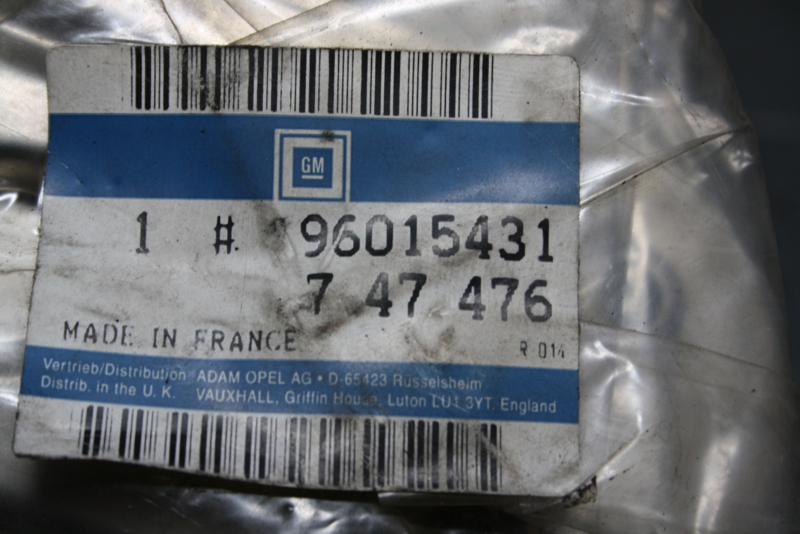 GM
1 # 96015431
7 47 476
MADE IN FRANCE
R 014
Vertrieb/Distribution ADAM OPEL AG • D-65423 Rüsselsheim
Distrib. in the U. K. VAUXHALL, Griffin House, Luton LU1 3YT. England